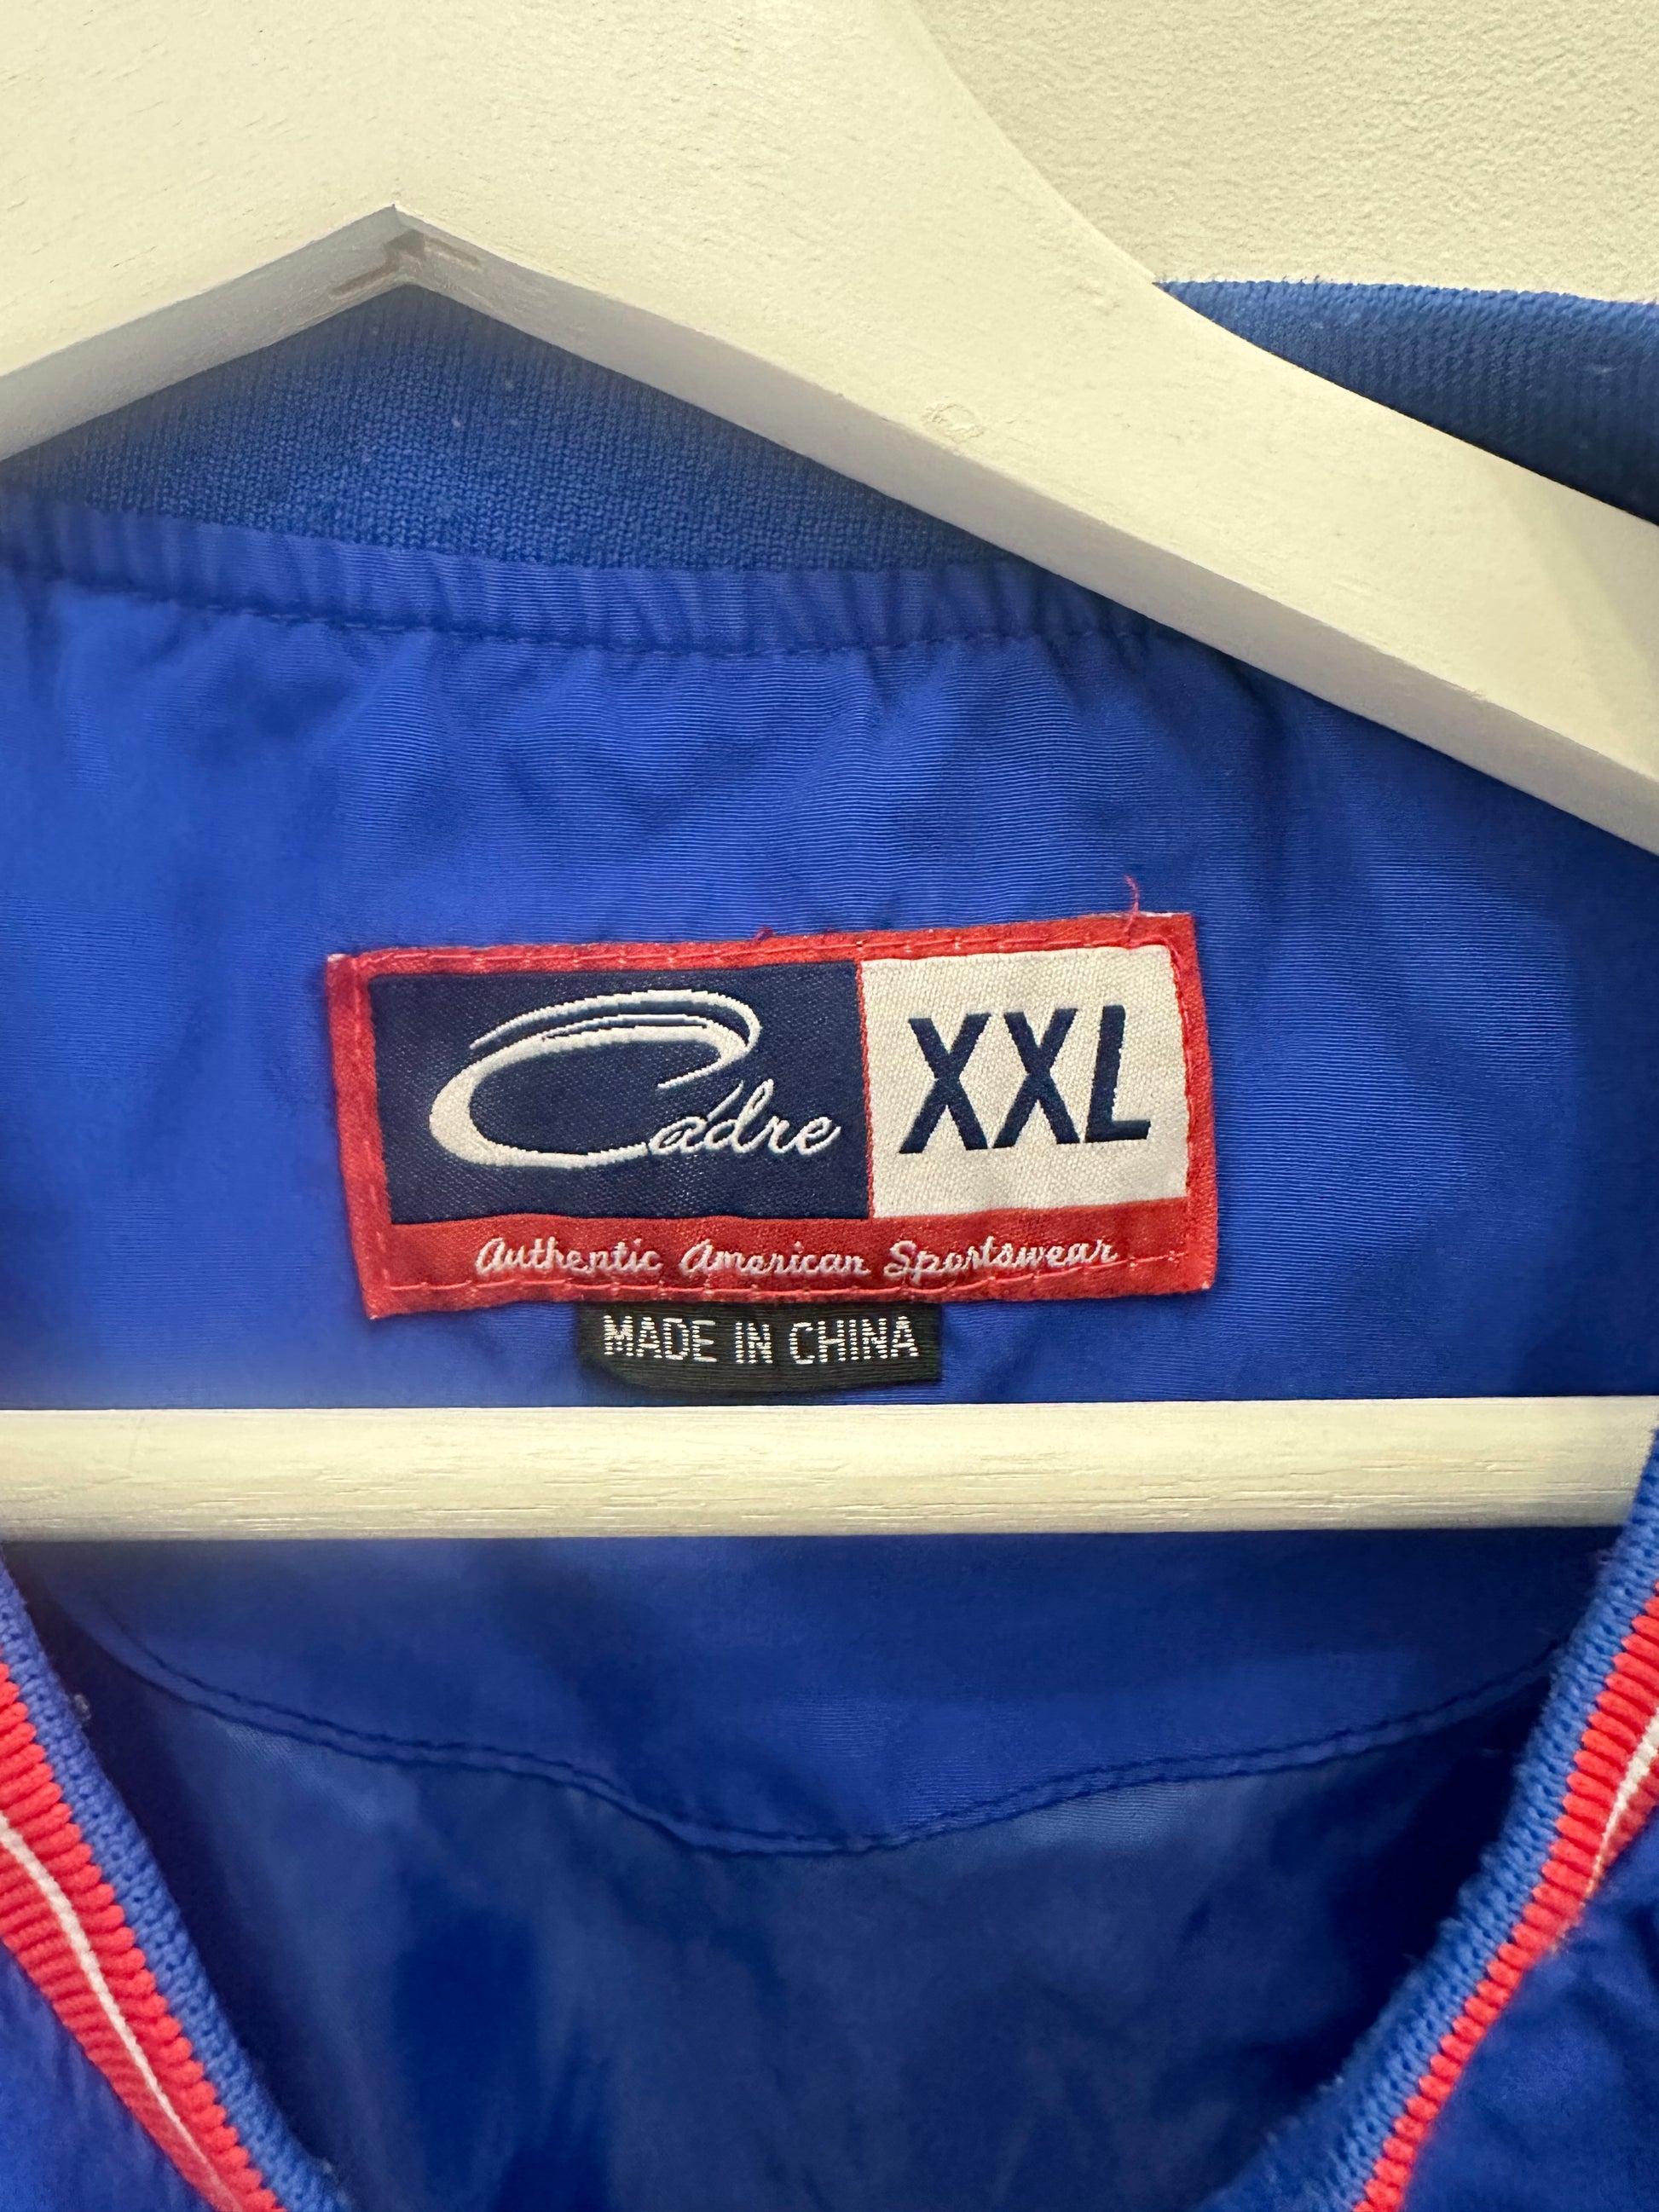 Cadre
XXL
Authentic American Sportswear
MADE IN CHINA